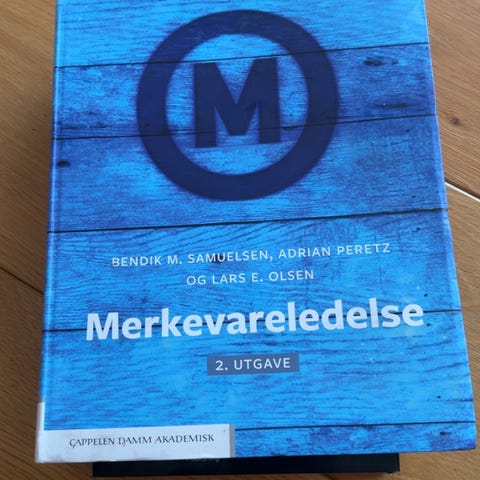 M
BENDIK M. SAMUELSEN, ADRIAN PERETZ
OG LARS E. OLSEN
Merkevareledelse
2. UTGAVE
CAPPELEN DAMM AKADEMISK